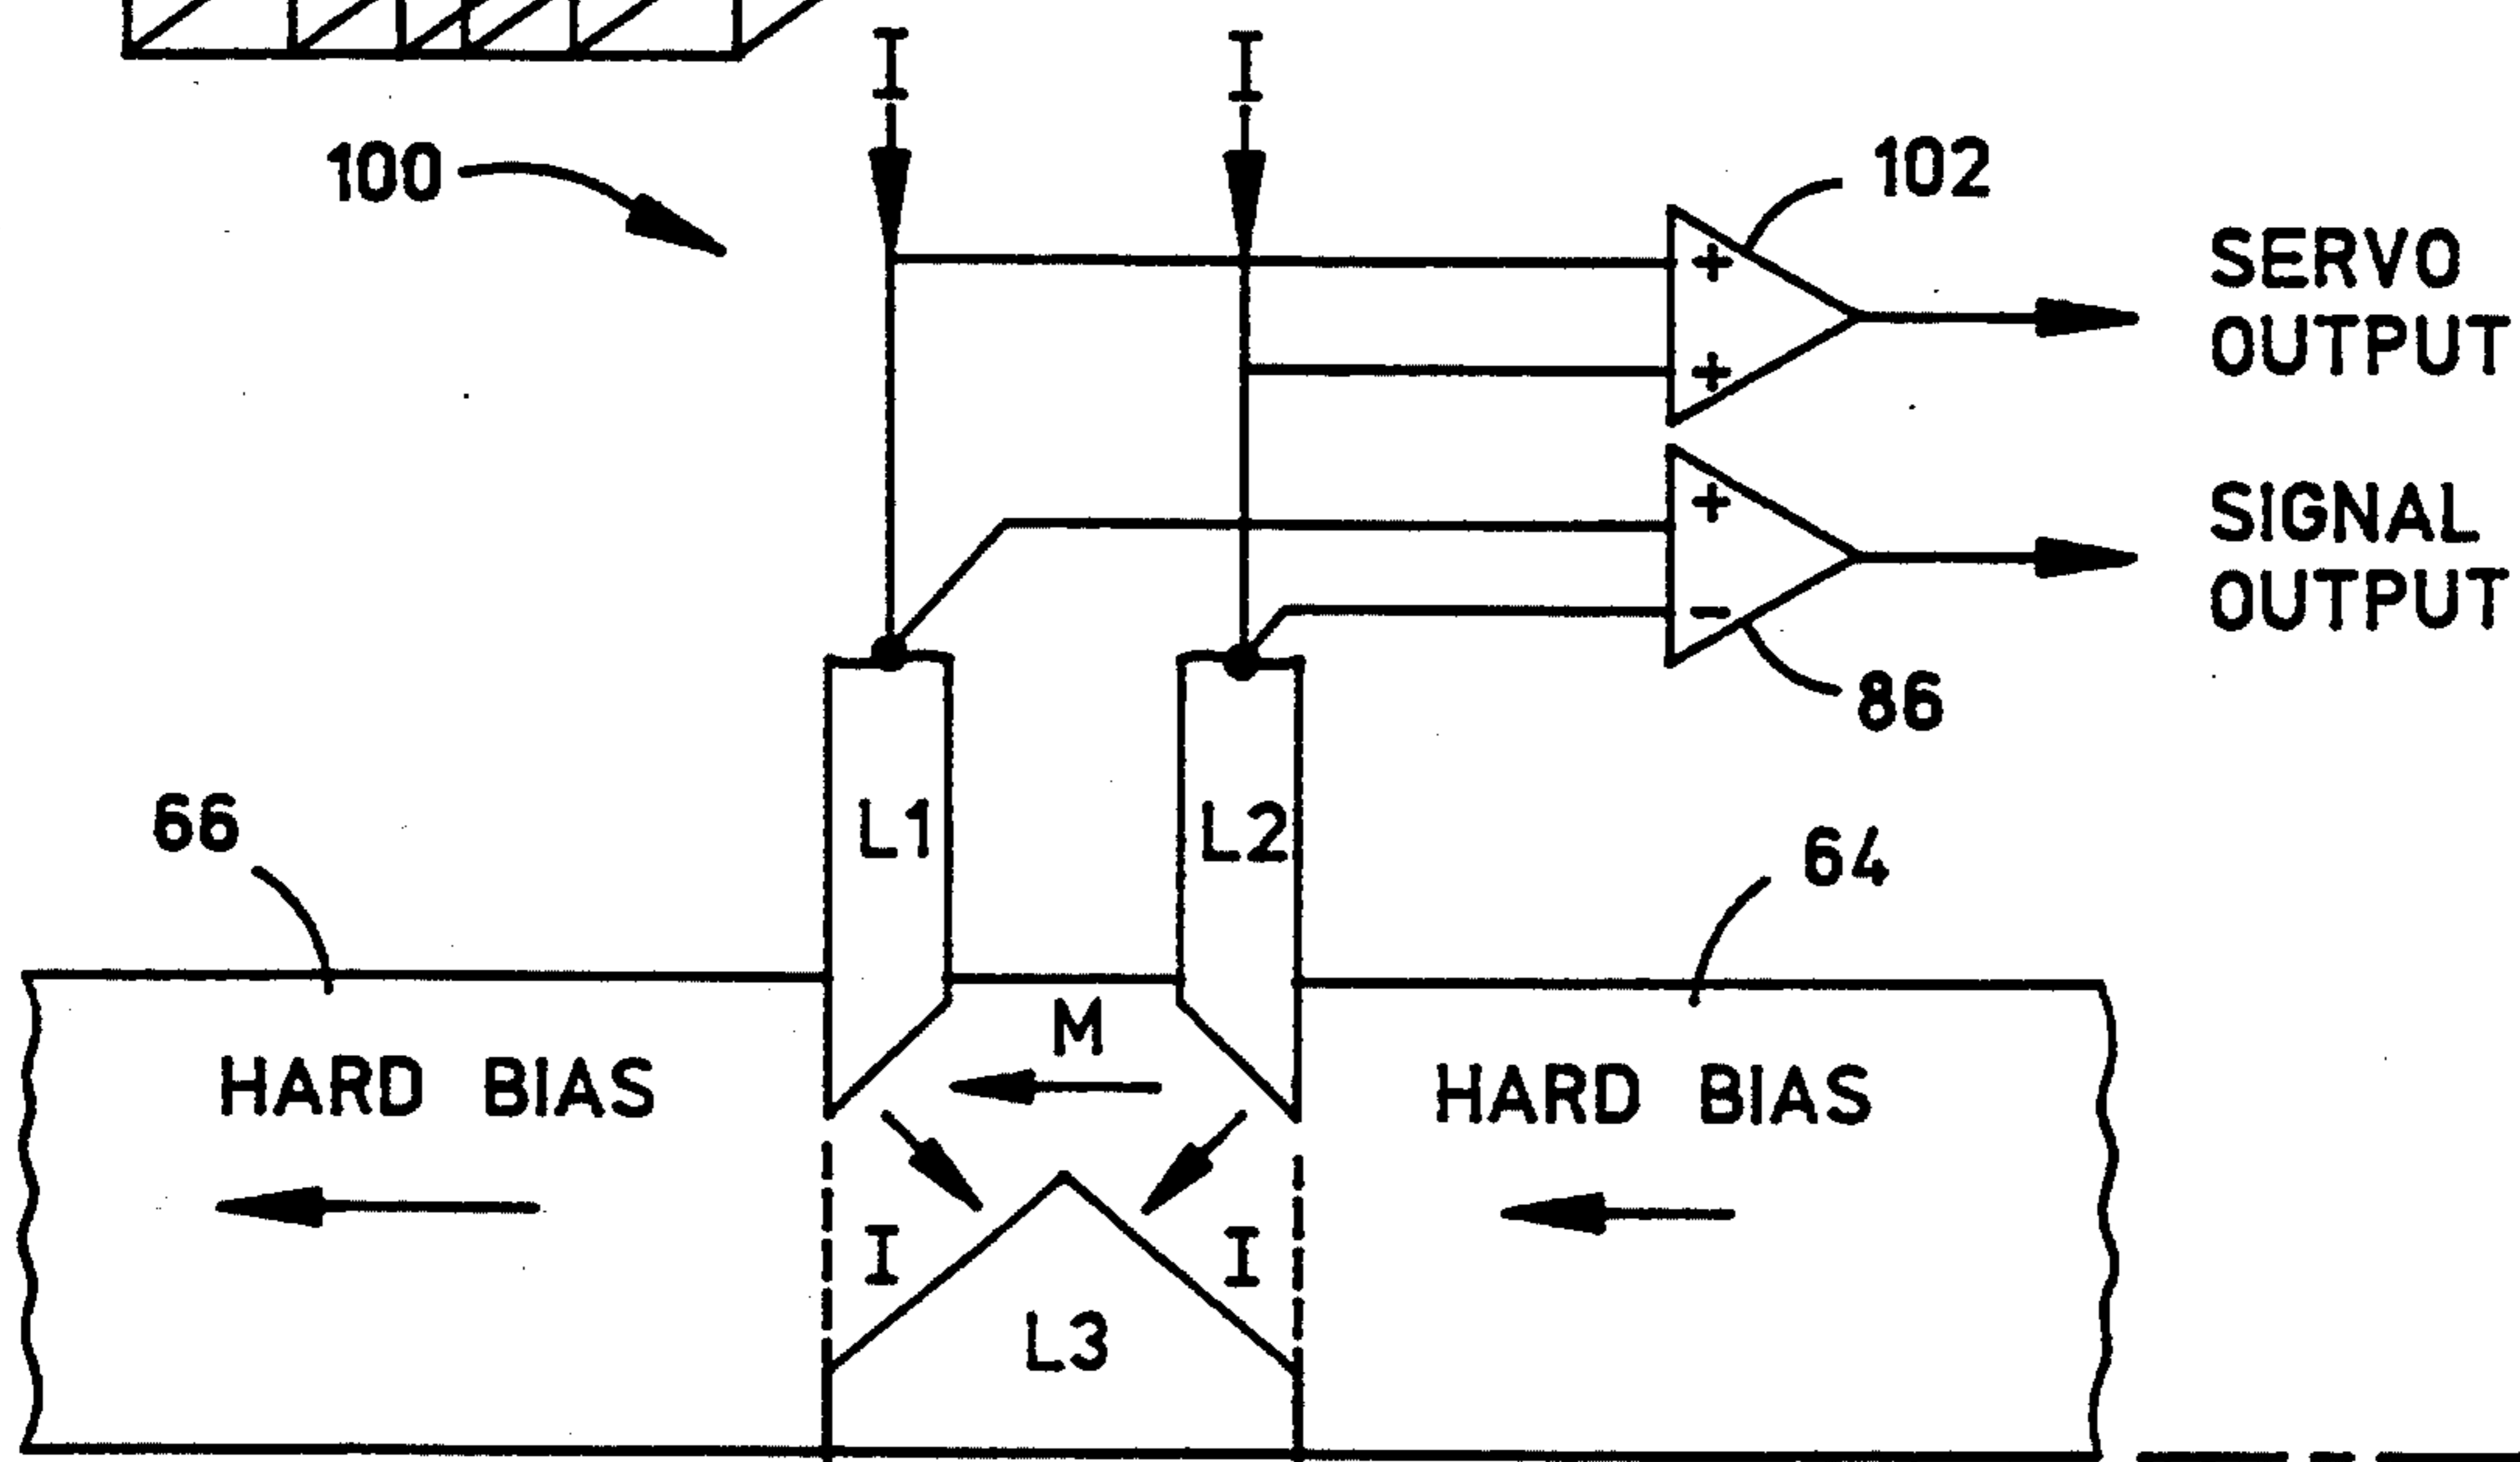 I I
100
102
+
+
SERVO
OUTPUT
+
-
SIGNAL
OUTPUT
86
L1 L2
66
64
M
HARD BIAS
HARD BIAS
I I
L3